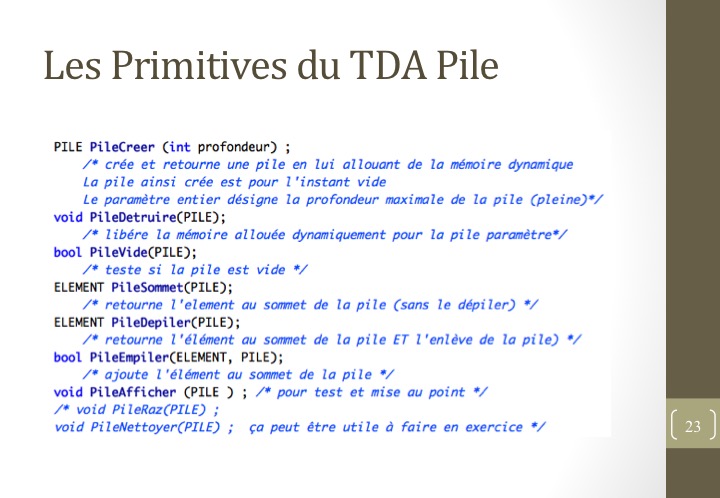 Les Primitives du TDA Pile
PILE PileCreer (int profondeur) ;
/* crée et retourne une pile en lui allouant de la mémoire dynamique
La pile ainsi crée est pour l'instant vide
Le paramètre entier désigne la profondeur maximale de la pile (pleine)*/
void PileDetruire(PILE);
/* libére la mémoire allouée dynamiquement pour la pile paramètre*/
bool PileVide(PILE);
/* teste si la pile est vide */
ELEMENT PileSommet(PILE);
/* retourne l'element au sommet de la pile (sans le dépiler) */
ELEMENT PileDepiler(PILE);
/* retourne l'élément au sommet de la pile ET l'enlève de la pile) */
bool PileEmpiler(ELEMENT, PILE);
/* ajoute l'élément au sommet de la pile */
void PileAfficher (PILE ) ; /* pour test et mise au point */
/* void PileRaz(PILE) ;
void PileNettoyer(PILE) ;  ça peut être utile à faire en exercice */
23